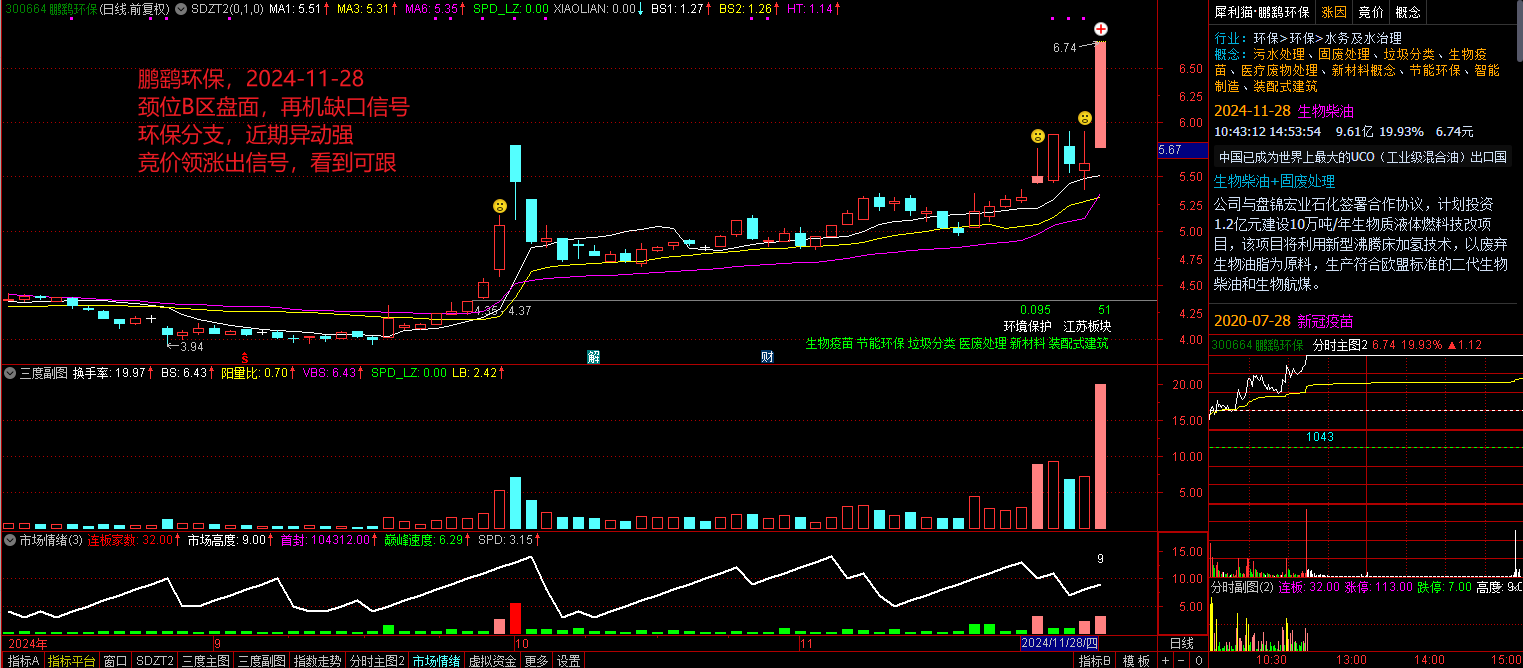 300664 鹏鹞环保(日线.前复权) SDZT2(0,1,0) MA1: 5.51↑ MA3: 5.31↑ MA6: 5.35↑ SPD_LZ: 0.00 XIAOLIAN: 0.00↓ BS1: 1.27↑ BS2: 1.26↑ HT: 1.14↑
鹏鹞环保，2024-11-28
颈位B区盘面，再机缺口信号
环保分支，近期异动强
竞价领涨出信号，看到可跟
6.74
4.35 - 4.37
3.94
0.095
51
环境保护 江苏板块
生物疫苗 节能环保 垃圾分类 医废处理 新材料 装配式建筑
解
财
6.50
6.25
6.00
5.67
5.50
5.25
5.00
4.75
4.50
4.25
4.00
三度副图 换手率: 19.97↑ BS: 6.43↑ 阳量比: 0.70↑ VBS: 6.43↑ SPD_LZ: 0.00 LB: 2.42↑
20.00
15.00
10.00
5.00
市场情绪(3) 连板家数: 32.00↑ 市场高度: 9.00↑ 首封: 104312.00↑ 巅峰速度: 6.29↑ SPD: 3.15↑
9
15.00
10.00
5.00
2024年 9 10 11 2024/11/28/四 日线
指标A 指标平台 窗口 SDZT2 三度主图 三度副图 指数走势 分时主图2 市场情绪 虚拟资金 更多 设置 指标B 模板 + - 0
犀利猫·鹏鹞环保 涨因 竞价 概念
行业: 环保>环保>水务及水治理
概念: 污水处理、固废处理、垃圾分类、生物疫
苗、医疗废物处理、新材料概念、节能环保、智能
制造、装配式建筑
2024-11-28 生物柴油
10:43:12 14:53:54 9.61亿 19.93% 6.74元
中国已成为世界上最大的UCO（工业级混合油）出口国
生物柴油+固废处理
公司与盘锦宏业石化签署合作协议，计划投资
1.2亿元建设10万吨/年生物质液体燃料技改项
目，该项目将利用新型沸腾床加氢技术，以废弃
生物油脂为原料，生产符合欧盟标准的二代生物
柴油和生物航煤。
2020-07-28 新冠疫苗
300664 鹏鹞环保 分时主图2 6.74 19.93% ▲1.12
1043
分时副图(2) 连板: 32.00 涨停: 113.00 跌停: 7.00 高度: 9.0
10:30 13:00 14:00 15:00